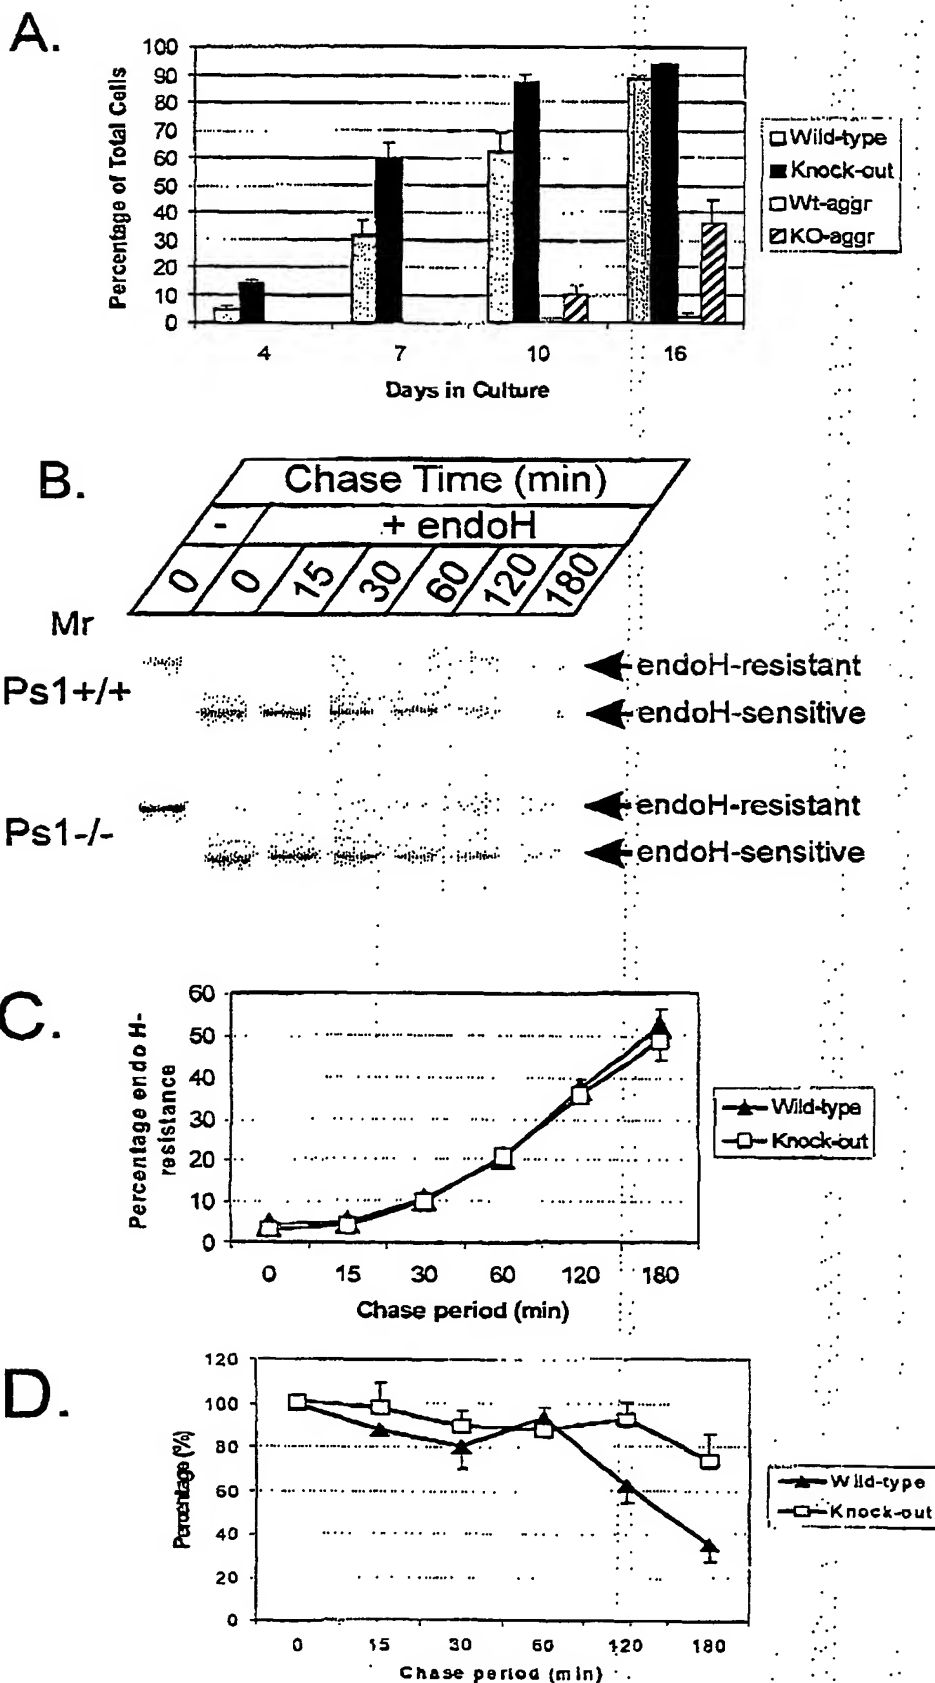 A.
Percentage of Total Cells
100
90
80
70
60
50
40
30
20
10
0
4 7 10 16
Days in Culture
Wild-type
Knock-out
Wt-aggr
KO-aggr
B.
Chase Time (min)
- + endoH
0 0 15 30 60 120 180
Mr
Ps1+/+
endoH-resistant
endoH-sensitive
Ps1-/-
endoH-resistant
endoH-sensitive
C.
Percentage endo H-
resistance
60
50
40
30
20
10
0
0 15 30 60 120 180
Chase period (min)
Wild-type
Knock-out
D.
Percentage (%)
120
100
80
60
40
20
0
0 15 30 60 120 180
Chase period (min)
Wild-type
Knock-out